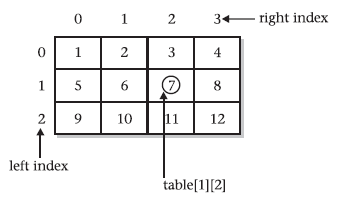 0 1 2 3 right index
0 1 2 3 4
1 5 6 7 8
2 9 10 11 12
left index
table[1][2]